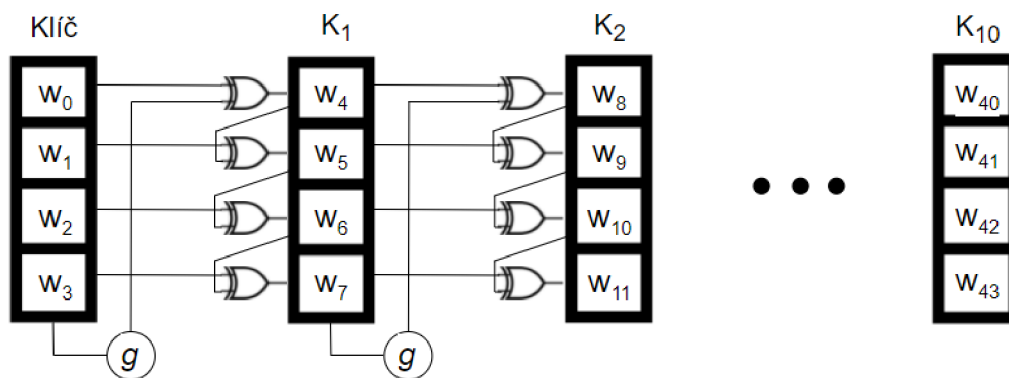 Klíč K₁ K₂ K₁₀
w₀ w₄ w₈ w₄₀
w₁ w₅ w₉ w₄₁
w₂ w₆ w₁₀ w₄₂
w₃ w₇ w₁₁ w₄₃
g g